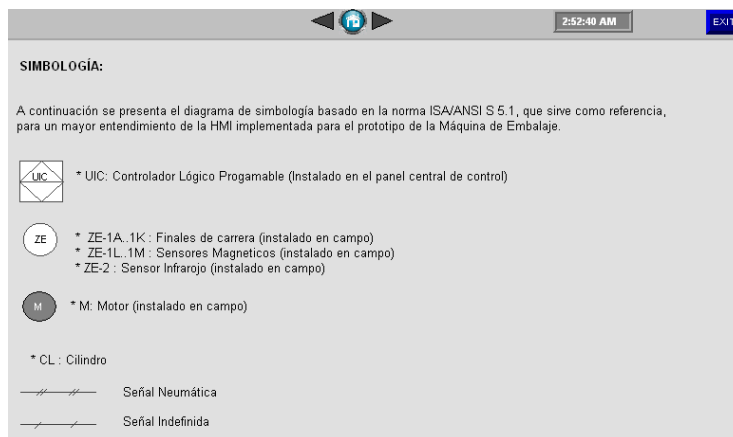 2:52:40 AM
EXIT
SIMBOLOGÍA:
A continuación se presenta el diagrama de simbología basado en la norma ISA/ANSI S 5.1, que sirve como referencia,
para un mayor entendimiento de la HMI implementada para el prototipo de la Máquina de Embalaje.
UIC
* UIC: Controlador Lógico Progamable (Instalado en el panel central de control)
ZE
* ZE-1A..1K : Finales de carrera (instalado en campo)
* ZE-1L..1M : Sensores Magneticos (instalado en campo)
* ZE-2 : Sensor Infrarojo (instalado en campo)
M
* M: Motor (instalado en campo)
* CL : Cilindro
Señal Neumática
Señal Indefinida